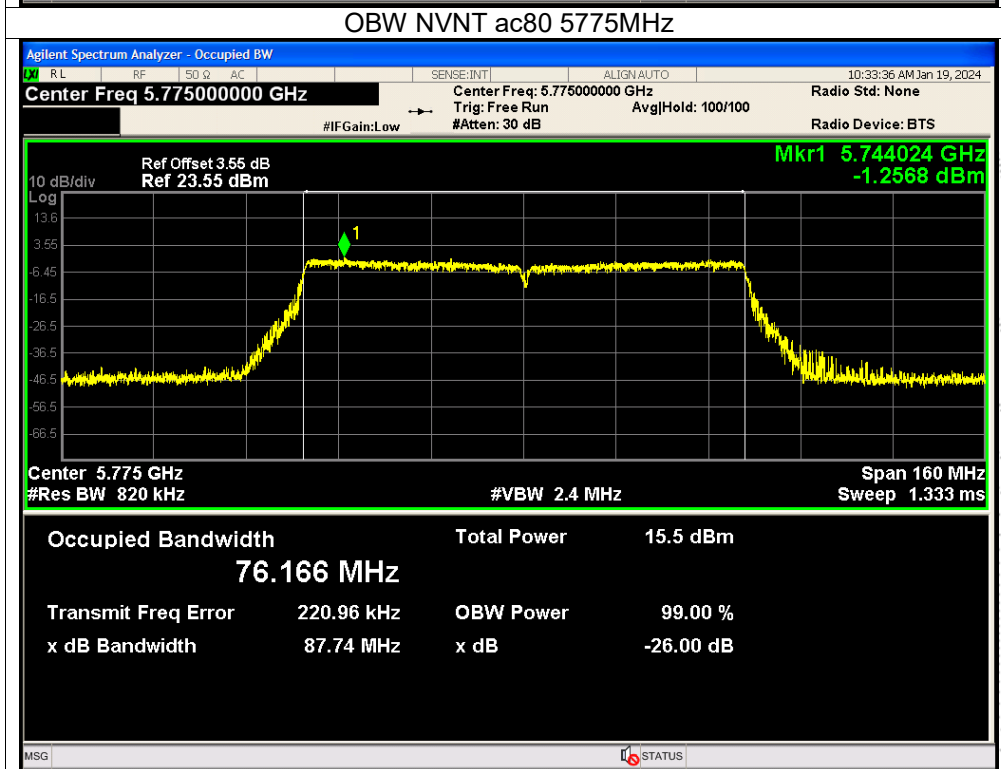 OBW NVNT ac80 5775MHz
Agilent Spectrum Analyzer - Occupied BW
LXI RL RF 50 Ω AC SENSE:INT ALIGN AUTO 10:33:36 AM Jan 19, 2024
Center Freq 5.775000000 GHz Center Freq: 5.775000000 GHz Radio Std: None
Trig: Free Run Avg|Hold: 100/100
#IFGain:Low #Atten: 30 dB Radio Device: BTS
Mkr1 5.744024 GHz
-1.2568 dBm
Ref Offset 3.55 dB
10 dB/div Ref 23.55 dBm
Log
13.6
3.55
-6.45
-16.5
-26.5
-36.5
-46.5
-56.5
-66.5
1
Center 5.775 GHz Span 160 MHz
#Res BW 820 kHz #VBW 2.4 MHz Sweep 1.333 ms
Occupied Bandwidth Total Power 15.5 dBm
76.166 MHz
Transmit Freq Error 220.96 kHz OBW Power 99.00 %
x dB Bandwidth 87.74 MHz x dB -26.00 dB
MSG STATUS